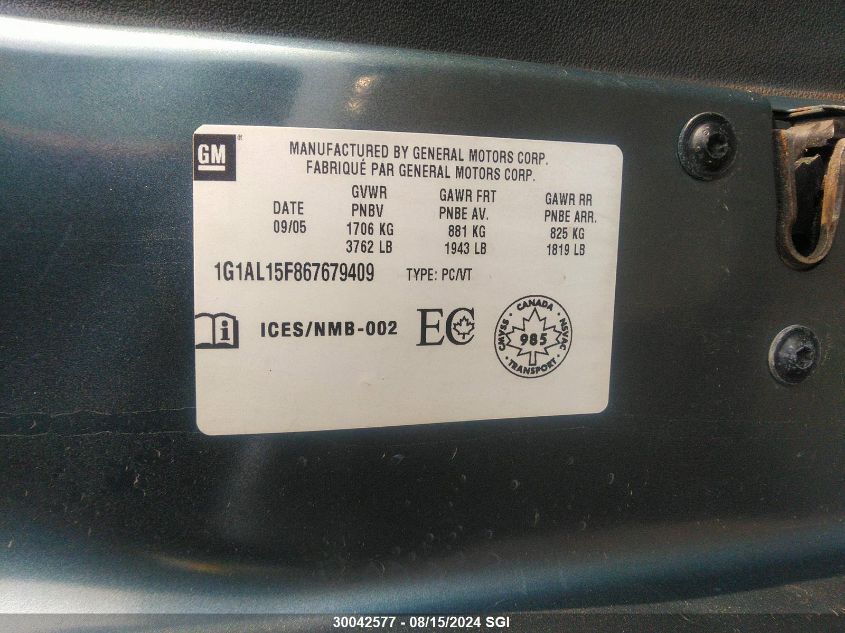 GM
MANUFACTURED BY GENERAL MOTORS CORP.
FABRIQUÉ PAR GENERAL MOTORS CORP.
DATE GVWR GAWR FRT GAWR RR
PNBV PNBE AV. PNBE ARR.
09/05 1706 KG 881 KG 825 KG
3762 LB 1943 LB 1819 LB
1G1AL15F867679409 TYPE: PC/VT
i ICES/NMB-002 EC
CANADA
CMVSS 985 NSVAC
TRANSPORT
30042577 - 08/15/2024 SGI